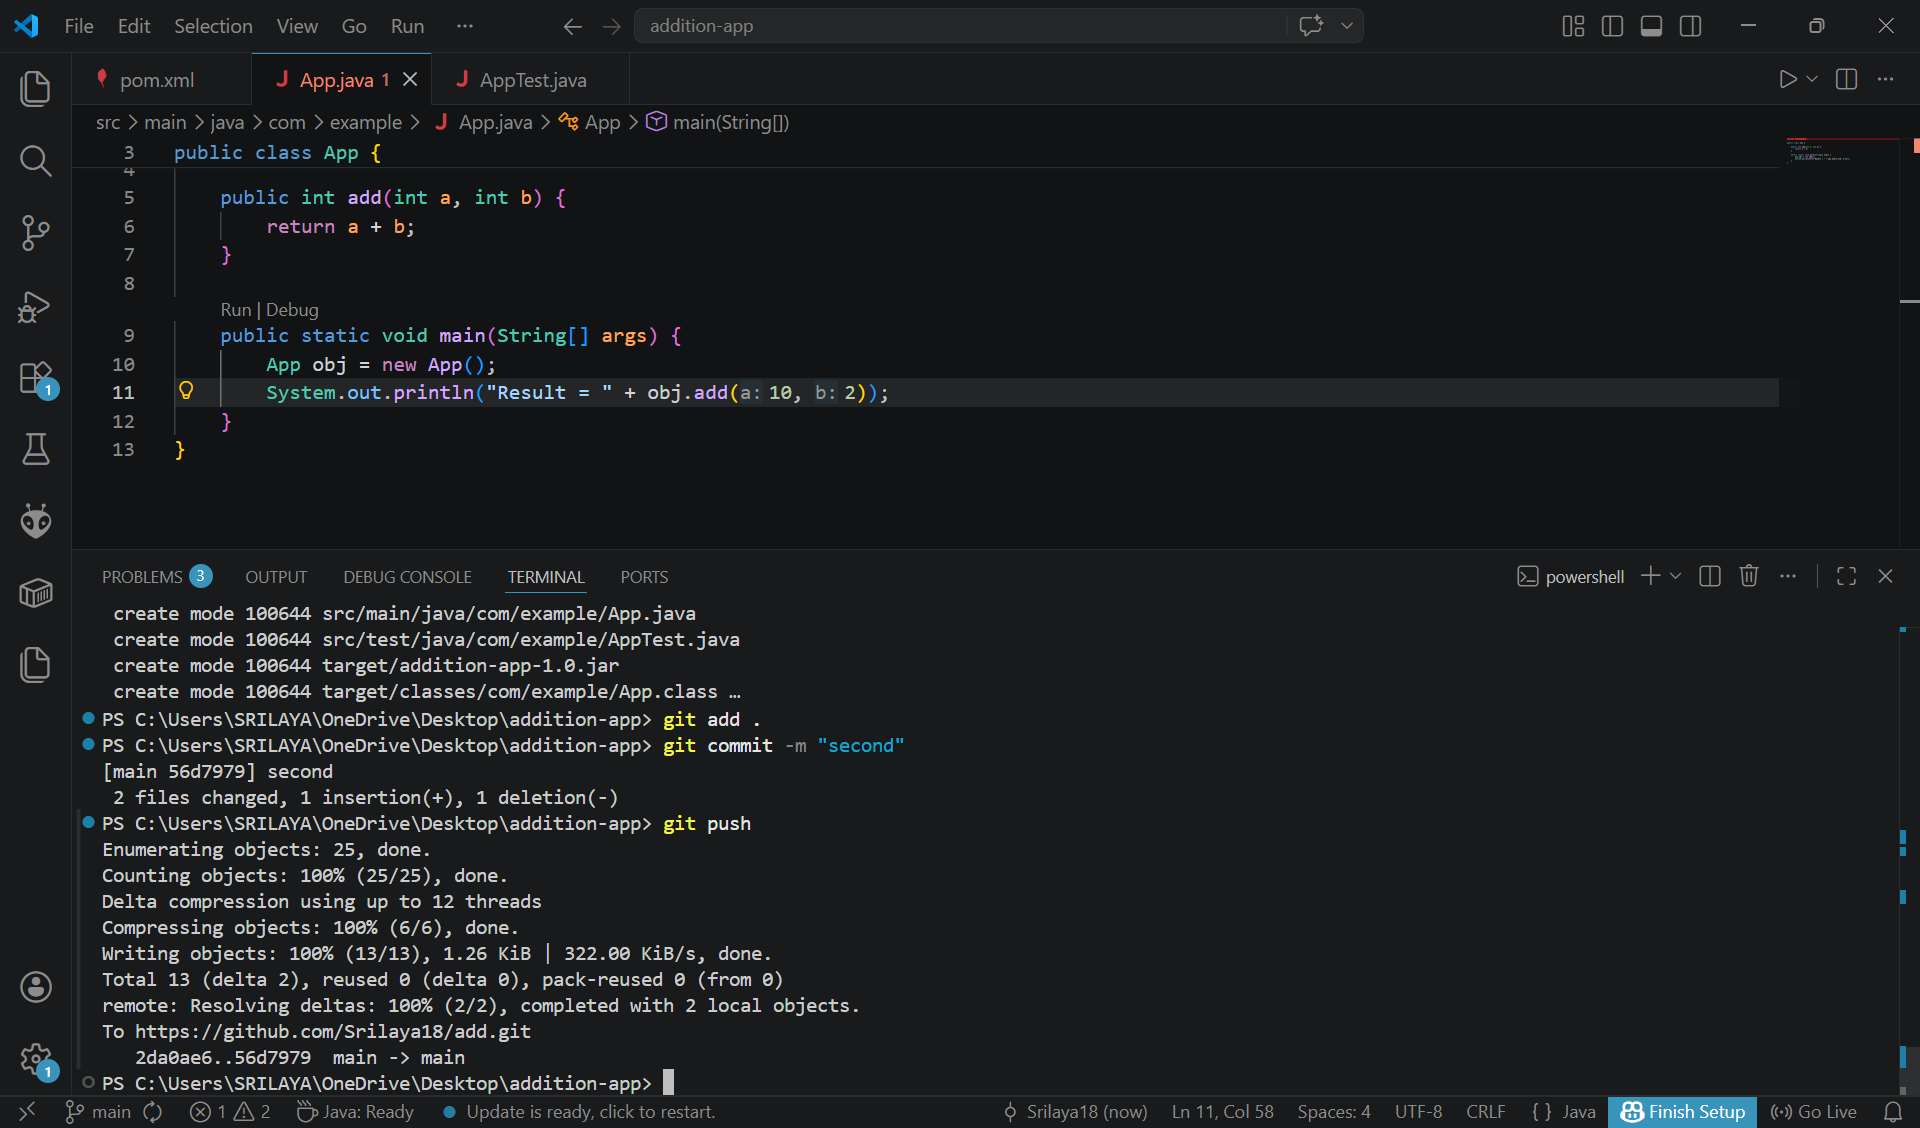 File Edit Selection View Go Run ··· addition-app
pom.xml App.java 1 AppTest.java
src > main > java > com > example > App.java > App > main(String[])
3 public class App {
4
5 public int add(int a, int b) {
6 return a + b;
7 }
8
Run | Debug
9 public static void main(String[] args) {
10 App obj = new App();
11 System.out.println("Result = " + obj.add(a: 10, b: 2));
12 }
13 }
1
PROBLEMS 3 OUTPUT DEBUG CONSOLE TERMINAL PORTS powershell
create mode 100644 src/main/java/com/example/App.java
create mode 100644 src/test/java/com/example/AppTest.java
create mode 100644 target/addition-app-1.0.jar
create mode 100644 target/classes/com/example/App.class …
PS C:\Users\SRILAYA\OneDrive\Desktop\addition-app> git add .
PS C:\Users\SRILAYA\OneDrive\Desktop\addition-app> git commit -m "second"
[main 56d7979] second
2 files changed, 1 insertion(+), 1 deletion(-)
PS C:\Users\SRILAYA\OneDrive\Desktop\addition-app> git push
Enumerating objects: 25, done.
Counting objects: 100% (25/25), done.
Delta compression using up to 12 threads
Compressing objects: 100% (6/6), done.
Writing objects: 100% (13/13), 1.26 KiB | 322.00 KiB/s, done.
Total 13 (delta 2), reused 0 (delta 0), pack-reused 0 (from 0)
remote: Resolving deltas: 100% (2/2), completed with 2 local objects.
To https://github.com/Srilaya18/add.git
2da0ae6..56d7979 main -> main
PS C:\Users\SRILAYA\OneDrive\Desktop\addition-app>
1
main 1 2 Java: Ready Update is ready, click to restart. Srilaya18 (now) Ln 11, Col 58 Spaces: 4 UTF-8 CRLF { } Java Finish Setup Go Live